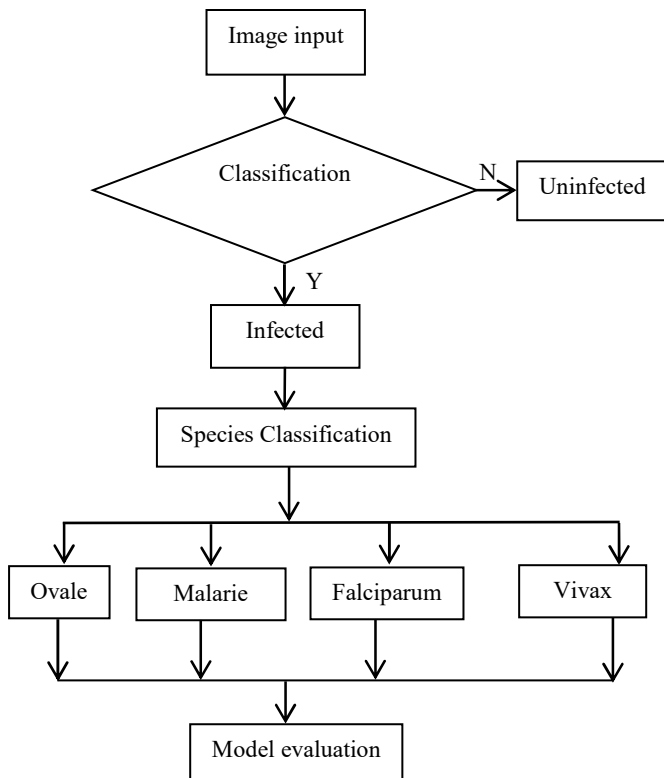 Image input
Classification
N
Uninfected
Y
Infected
Species Classification
Ovale
Malarie
Falciparum
Vivax
Model evaluation